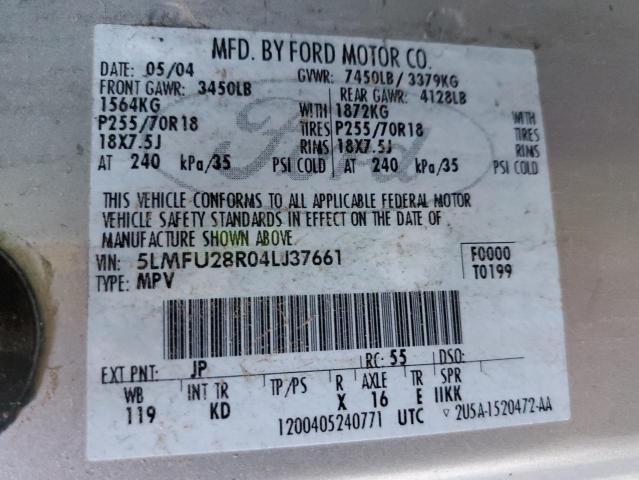 MFD. BY FORD MOTOR CO.
DATE: 05/04 GVWR: 7450LB / 3379KG
FRONT GAWR: 3450LB REAR GAWR: 4128LB
1564KG WITH 1872KG WITH
P255/70R18 TIRES P255/70R18 TIRES
18X7.5J RIMS 18X7.5J RIMS
AT 240 kPa/35 PSI COLD AT 240 kPa/35 PSI COLD
Ford
THIS VEHICLE CONFORMS TO ALL APPLICABLE FEDERAL MOTOR
VEHICLE SAFETY STANDARDS IN EFFECT ON THE DATE OF
MANUFACTURE SHOWN ABOVE.
VIN: 5LMFU28R04LJ37661 F0000
TYPE: MPV T0199
EXT PNT: JP RC: 55 DSO:
WB INT TR TP/PS R AXLE TR SPR
119 KD X 16 E IIKK
1200405240771 UTC ▽ 2U5A-1520472-AA